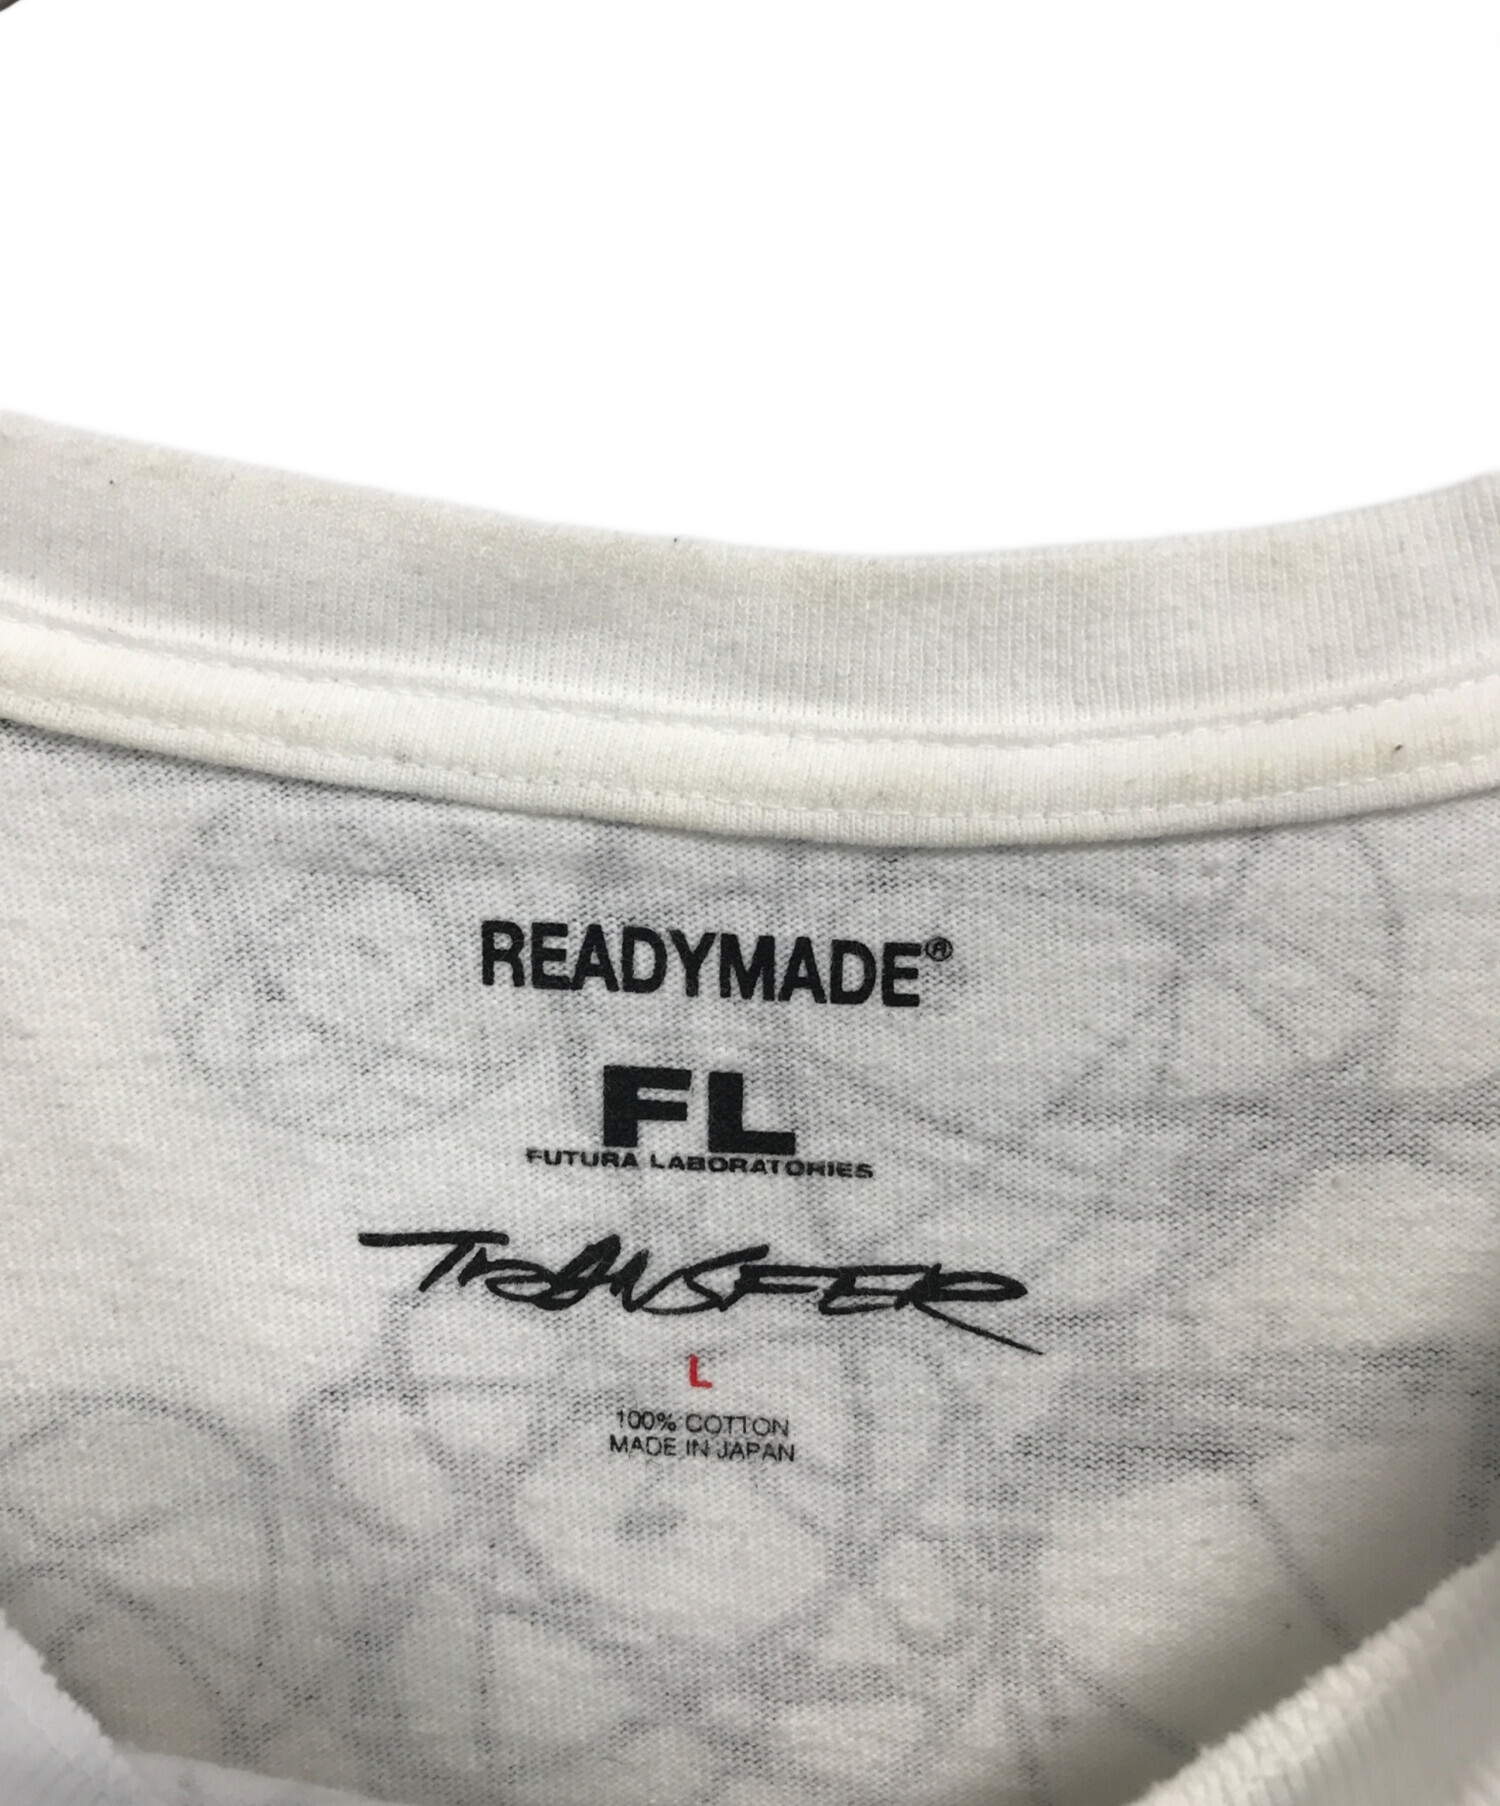 READYMADE®
FL
FUTURA LABORATORIES
TRANSFER
L
100% COTTON
MADE IN JAPAN